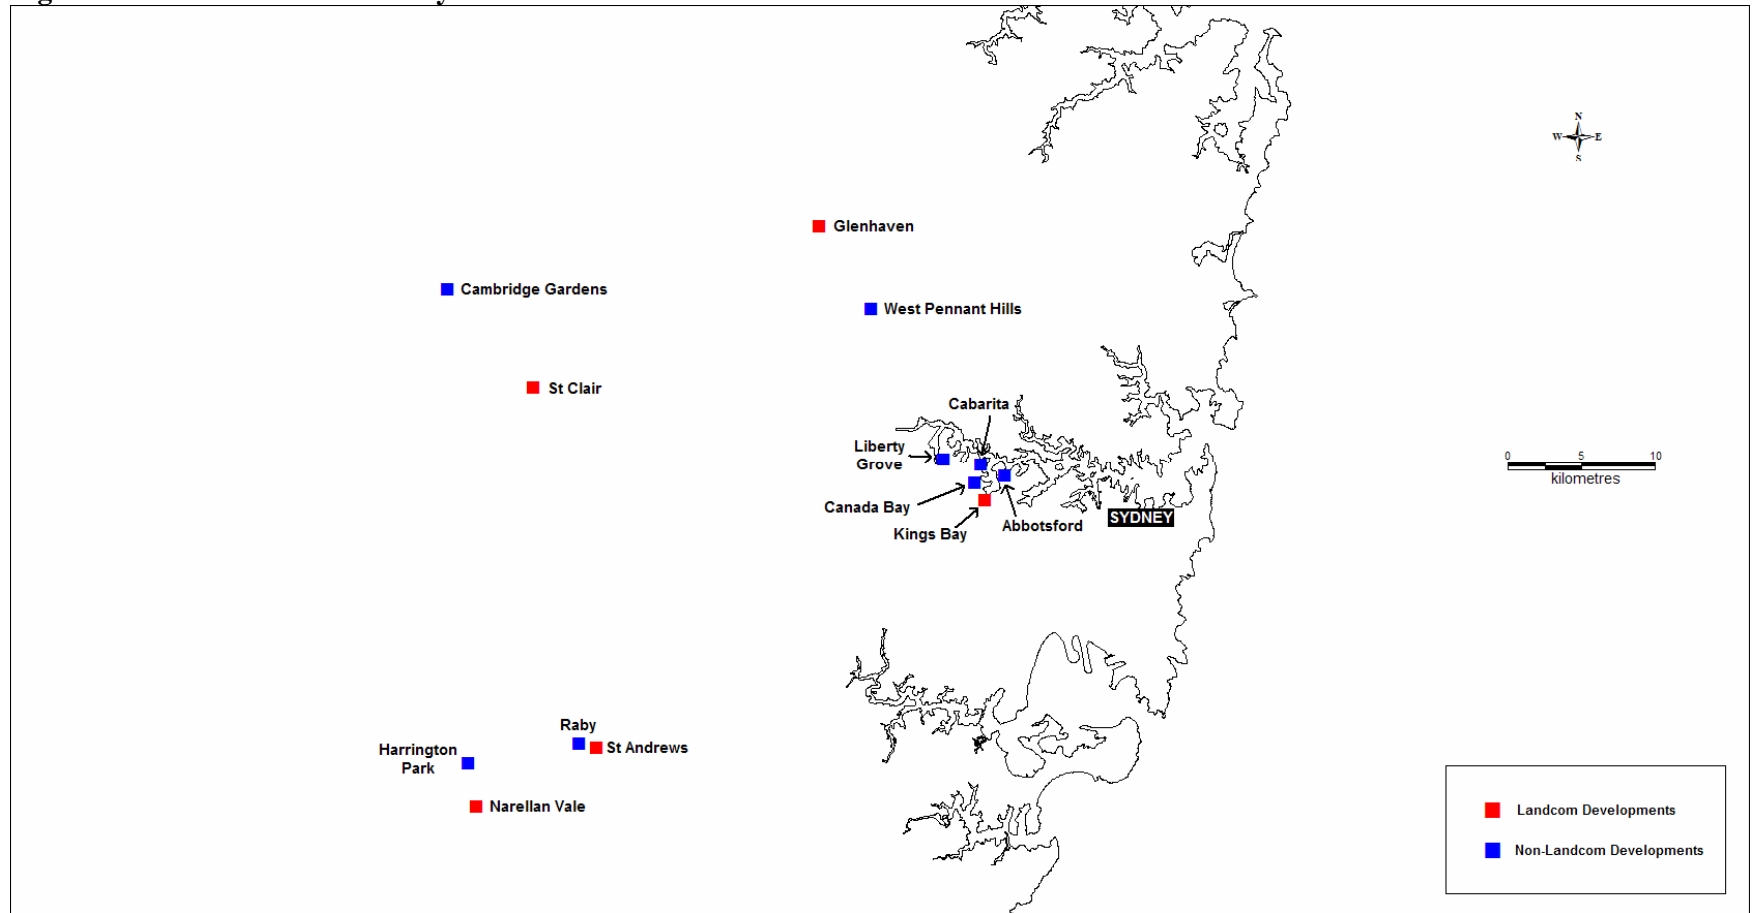 N
W E
S
Glenhaven
Cambridge Gardens
West Pennant Hills
St Clair
Cabarita
Liberty
Grove
0 5 10
kilometres
Canada Bay
SYDNEY
Abbotsford
Kings Bay
Raby
St Andrews
Harrington
Park
Narellan Vale
Landcom Developments
Non-Landcom Developments